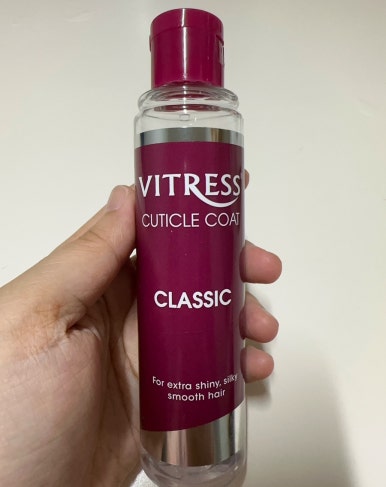 VITRESS
CUTICLE COAT
CLASSIC
For extra shiny, silky
smooth hair